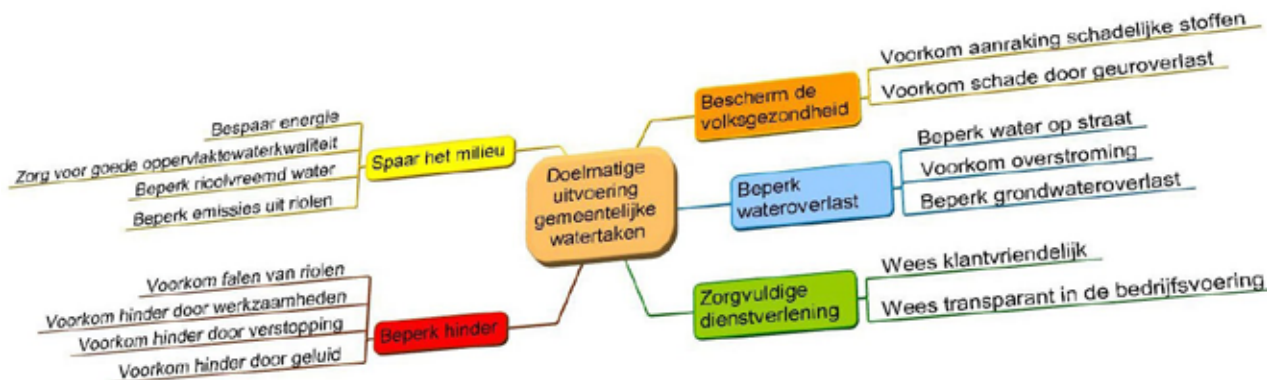 Doelmatige
uitvoering
gemeentelijke
watertaken
Bescherm de
volksgezondheid
Voorkom aanraking schadelijke stoffen
Voorkom schade door geuroverlast
Beperk
wateroverlast
Beperk water op straat
Voorkom overstroming
Beperk grondwateroverlast
Zorgvuldige
dienstverlening
Wees klantvriendelijk
Wees transparant in de bedrijfsvoering
Spaar het milieu
Bespaar energie
Zorg voor goede oppervlaktewaterkwaliteit
Beperk rioolvreemd water
Beperk emissies uit riolen
Beperk hinder
Voorkom falen van riolen
Voorkom hinder door werkzaamheden
Voorkom hinder door verstopping
Voorkom hinder door geluid